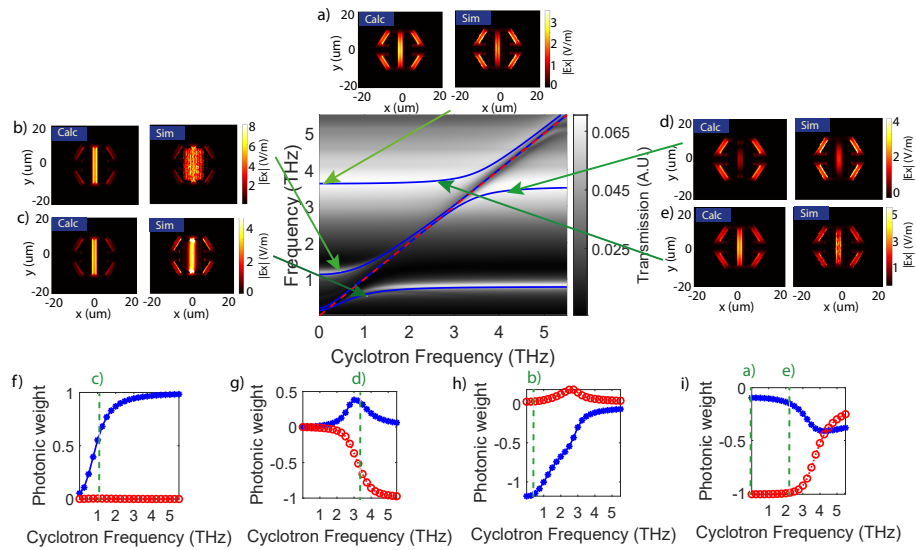 a)
Calc Sim
20
0
-20
y (um)
-20 0 20 -20 0 20
x (um)
3
2
1
0
|Ex| (V/m)
b)
Calc Sim
20
0
-20
y (um)
8
6
4
2
|Ex| (V/m)
c)
Calc Sim
20
0
-20
y (um)
-20 0 20 -20 0 20
x (um)
8
6
4
2
0
|Ex| (V/m)
5
4
3
2
1
Frequency (THz)
0 1 2 3 4 5
Cyclotron Frequency (THz)
0.065
0.045
0.025
Transmission (A.U.)
d)
Calc Sim
20
0
-20
y (um)
4
2
0
|Ex| (V/m)
e)
Calc Sim
20
0
-20
y (um)
-20 0 20 -20 0 20
x (um)
5
3
1
|Ex| (V/m)
f)
c)
1
0.5
0
Photonic weight
1 2 3 4 5
Cyclotron Frequency (THz)
g)
d)
0.5
0
-0.5
-1
Photonic weight
1 2 3 4 5
Cyclotron Frequency (THz)
h)
b)
0
-0.5
-1
Photonic weight
1 2 3 4 5
Cyclotron Frequency (THz)
i)
a) e)
0
-0.5
-1
Photonic weight
1 2 3 4 5
Cyclotron Frequency (THz)